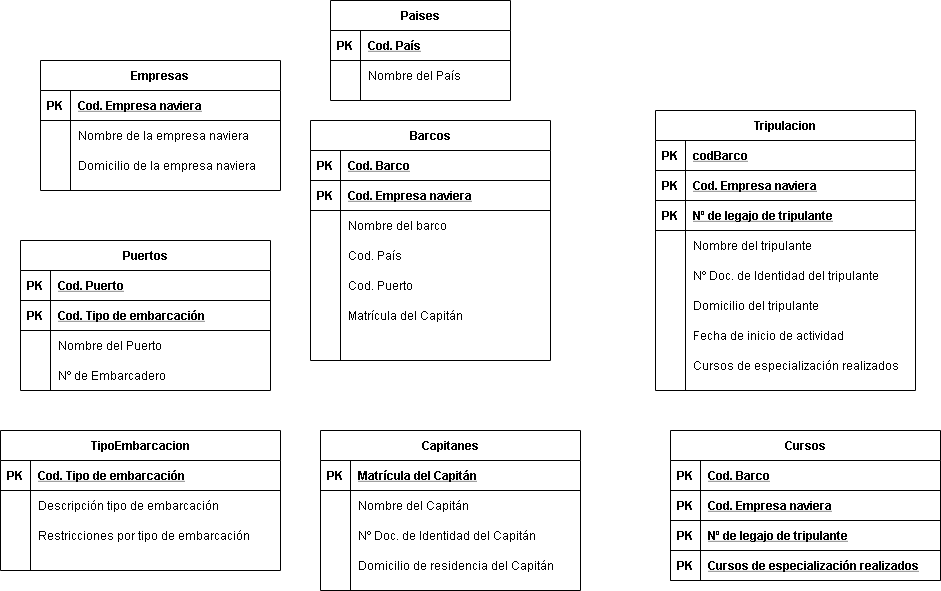 Paises
PK Cod. País
Nombre del País
Empresas
PK Cod. Empresa naviera
Nombre de la empresa naviera
Domicilio de la empresa naviera
Barcos
PK Cod. Barco
PK Cod. Empresa naviera
Nombre del barco
Cod. País
Cod. Puerto
Matrícula del Capitán
Tripulacion
PK codBarco
PK Cod. Empresa naviera
PK Nº de legajo de tripulante
Nombre del tripulante
Nº Doc. de Identidad del tripulante
Domicilio del tripulante
Fecha de inicio de actividad
Cursos de especialización realizados
Puertos
PK Cod. Puerto
PK Cod. Tipo de embarcación
Nombre del Puerto
Nº de Embarcadero
TipoEmbarcacion
PK Cod. Tipo de embarcación
Descripción tipo de embarcación
Restricciones por tipo de embarcación
Capitanes
PK Matrícula del Capitán
Nombre del Capitán
Nº Doc. de Identidad del Capitán
Domicilio de residencia del Capitán
Cursos
PK Cod. Barco
PK Cod. Empresa naviera
PK Nº de legajo de tripulante
PK Cursos de especialización realizados